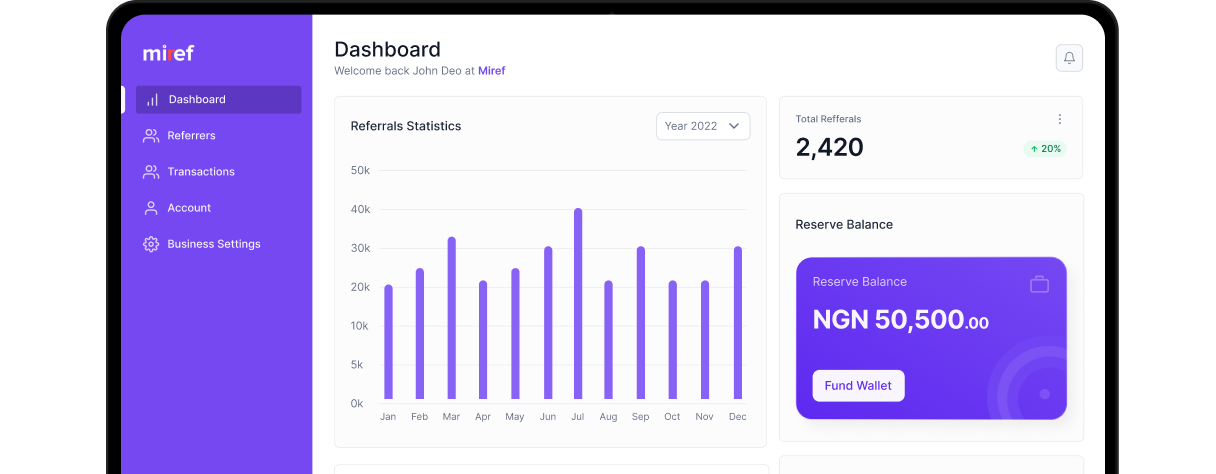 miref
Dashboard
Referrers
Transactions
Account
Business Settings
Dashboard
Welcome back John Deo at Miref
Referrals Statistics
Year 2022
50k
40k
30k
20k
10k
5k
0k
Jan Feb Mar Apr May Jun Jul Aug Sep Oct Nov Dec
Total Refferals
2,420
20%
Reserve Balance
Reserve Balance
NGN 50,500.00
Fund Wallet